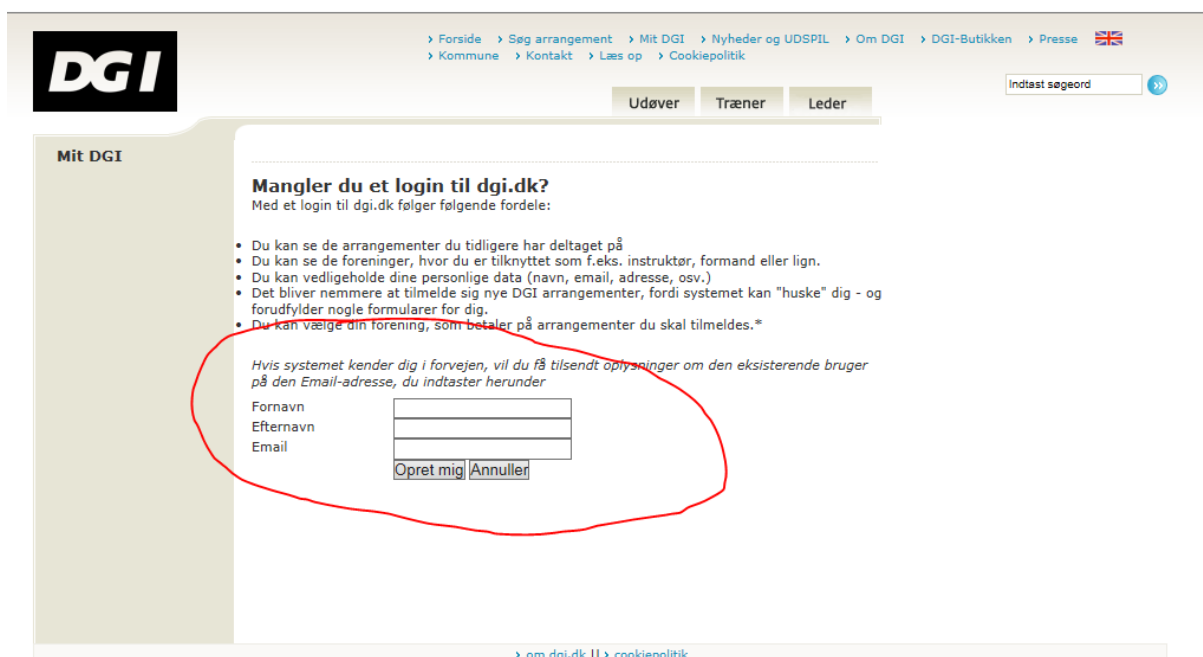 DGI
› Forside › Søg arrangement › Mit DGI › Nyheder og UDSPIL › Om DGI › DGI-Butikken › Presse
› Kommune › Kontakt › Læs op › Cookiepolitik
Indtast søgeord
Udøver Træner Leder
Mit DGI
Mangler du et login til dgi.dk?
Med et login til dgi.dk følger følgende fordele:
• Du kan se de arrangementer du tidligere har deltaget på
• Du kan se de foreninger, hvor du er tilknyttet som f.eks. instruktør, formand eller lign.
• Du kan vedligeholde dine personlige data (navn, email, adresse, osv.)
• Det bliver nemmere at tilmelde sig nye DGI arrangementer, fordi systemet kan "huske" dig - og
forudfylder nogle formularer for dig.
• Du kan vælge din forening, som betaler på arrangementer du skal tilmeldes.*
Hvis systemet kender dig i forvejen, vil du få tilsendt oplysninger om den eksisterende bruger
på den Email-adresse, du indtaster herunder
Fornavn
Efternavn
Email
Opret mig Annuller
› om dgi.dk || › cookiepolitik